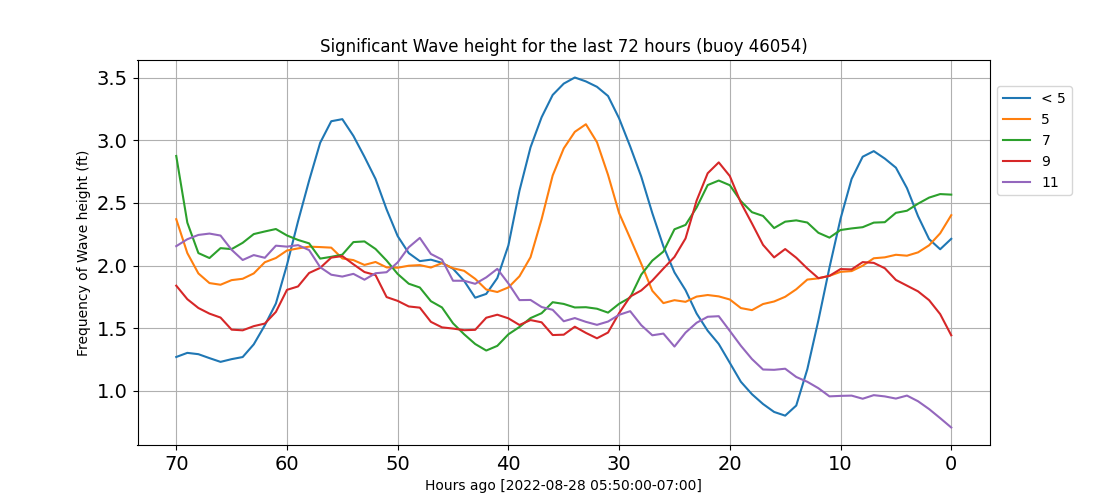 Significant Wave height for the last 72 hours (buoy 46054)
Frequency of Wave height (ft)
3.5
3.0
2.5
2.0
1.5
1.0
70 60 50 40 30 20 10 0
Hours ago [2022-08-28 05:50:00-07:00]
< 5
5
7
9
11